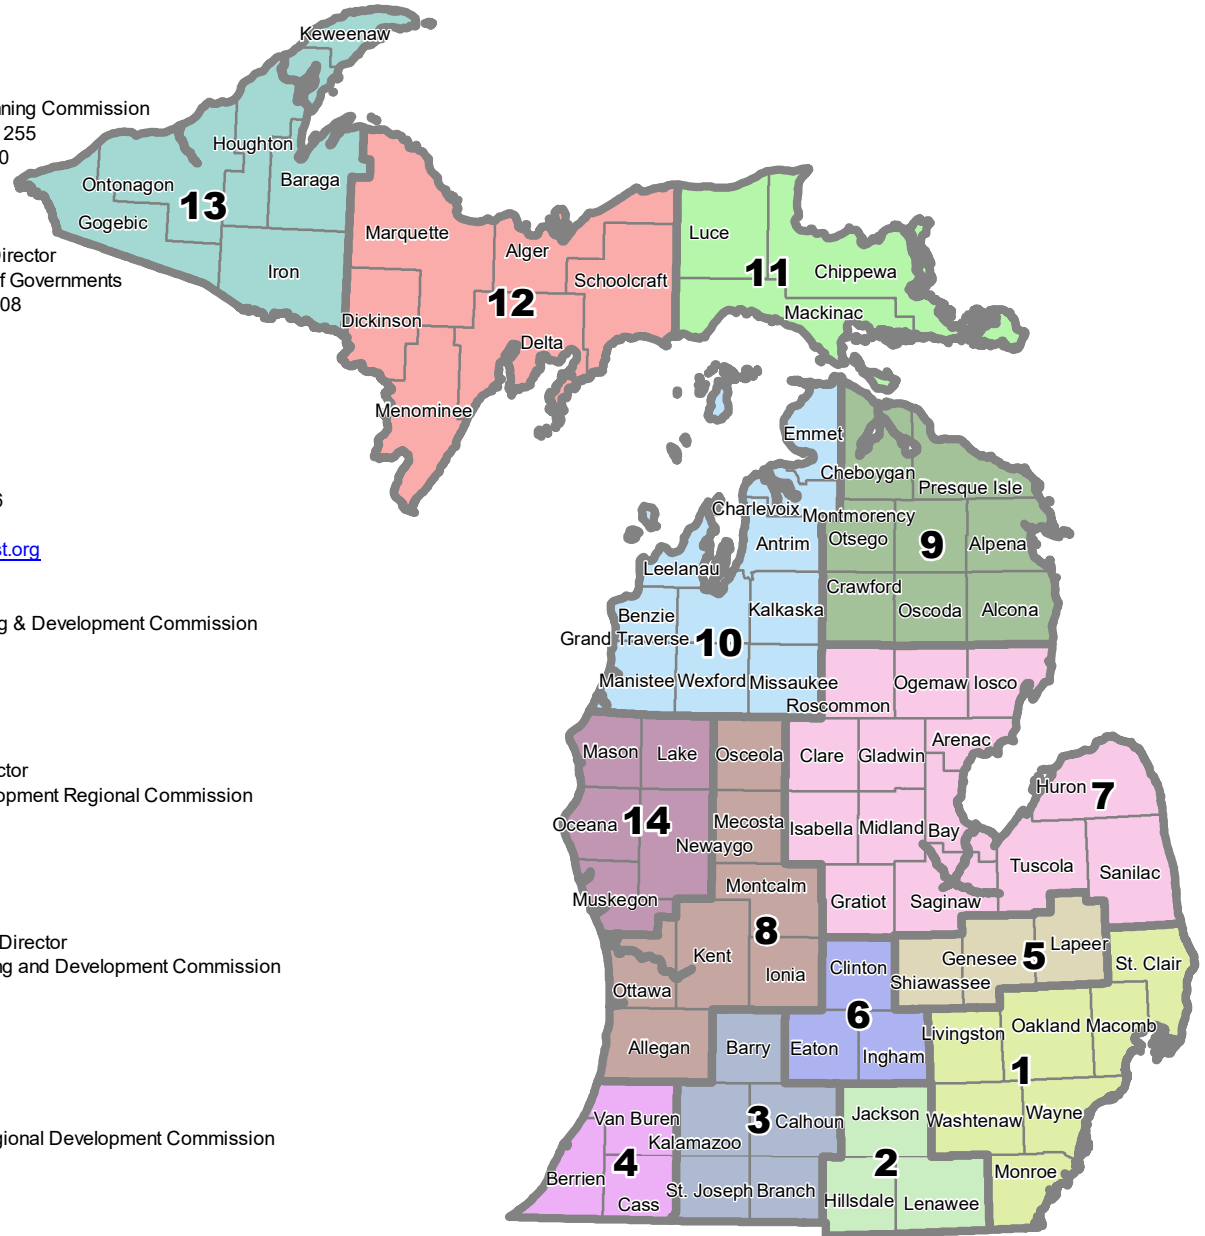 Keweenaw
ning Commission
255
0
Houghton
Ontonagon
Baraga
13
Gogebic
Marquette
Luce
Director
Alger
f Governments
Iron
11
Chippewa
Schoolcraft
08
12
Mackinac
Dickinson
Delta
Menominee
Emmet
Cheboygan
Presque Isle
6
Charlevoix
Montmorency
Otsego
st.org
Antrim
9
Alpena
Leelanau
Crawford
Benzie
Kalkaska
Oscoda
Alcona
g & Development Commission
Grand Traverse
10
Manistee
Wexford
Missaukee
Ogemaw
Iosco
Roscommon
Mason
Lake
Osceola
Clare
Gladwin
Arenac
ctor
Huron
7
opment Regional Commission
Oceana
14
Mecosta
Isabella
Midland
Bay
Newaygo
Tuscola
Sanilac
Montcalm
Muskegon
Gratiot
Saginaw
Director
8
Kent
Genesee
5
Lapeer
ng and Development Commission
Ionia
Clinton
St. Clair
Ottawa
Shiawassee
6
Livingston
Oakland
Macomb
Allegan
Barry
Eaton
Ingham
1
Van Buren
3
Calhoun
Jackson
Washtenaw
Wayne
gional Development Commission
Kalamazoo
4
2
Berrien
Monroe
St. Joseph
Branch
Cass
Hillsdale
Lenawee